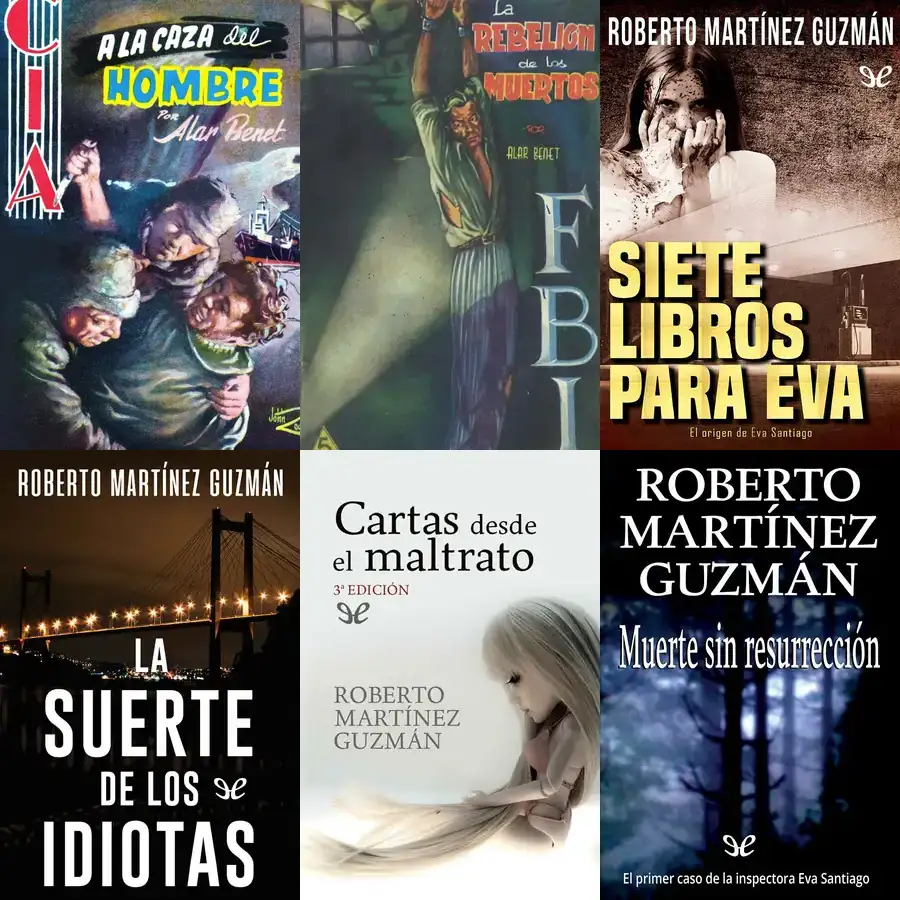 CIA
A LA CAZA del
HOMBRE
Por
Alar Benet
John
La
REBELION
de los
MUERTOS
POR
ALAR BENET
FBI
ROBERTO MARTÍNEZ GUZMÁN
SIETE
LIBROS
PARA EVA
El origen de Eva Santiago
ROBERTO MARTÍNEZ GUZMÁN
LA
SUERTE
DE LOS
IDIOTAS
Cartas desde
el maltrato
3ª EDICIÓN
ROBERTO
MARTÍNEZ
GUZMÁN
ROBERTO
MARTÍNEZ
GUZMÁN
Muerte sin resurrección
El primer caso de la inspectora Eva Santiago